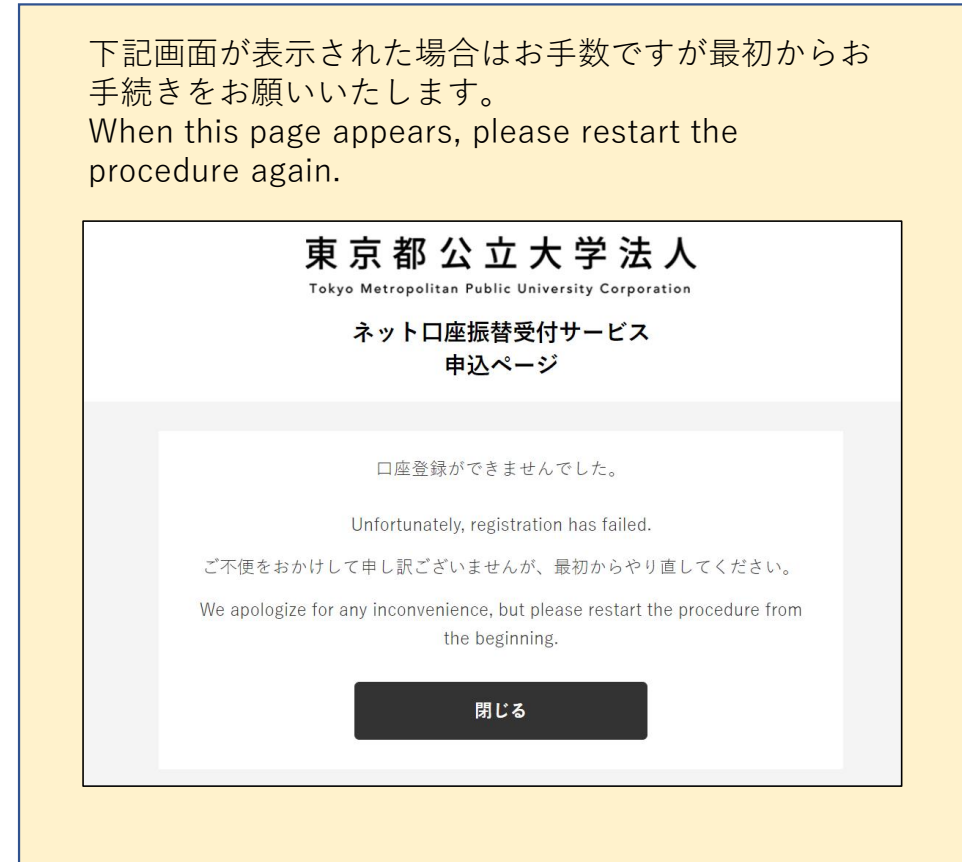 下記画面が表示された場合はお手数ですが最初からお
手続きをお願いいたします。
When this page appears, please restart the
procedure again.
東京都公立大学法人
Tokyo Metropolitan Public University Corporation
ネット口座振替受付サービス
申込ページ
口座登録ができませんでした。
Unfortunately, registration has failed.
ご不便をおかけして申し訳ございませんが、最初からやり直してください。
We apologize for any inconvenience, but please restart the procedure from
the beginning.
閉じる